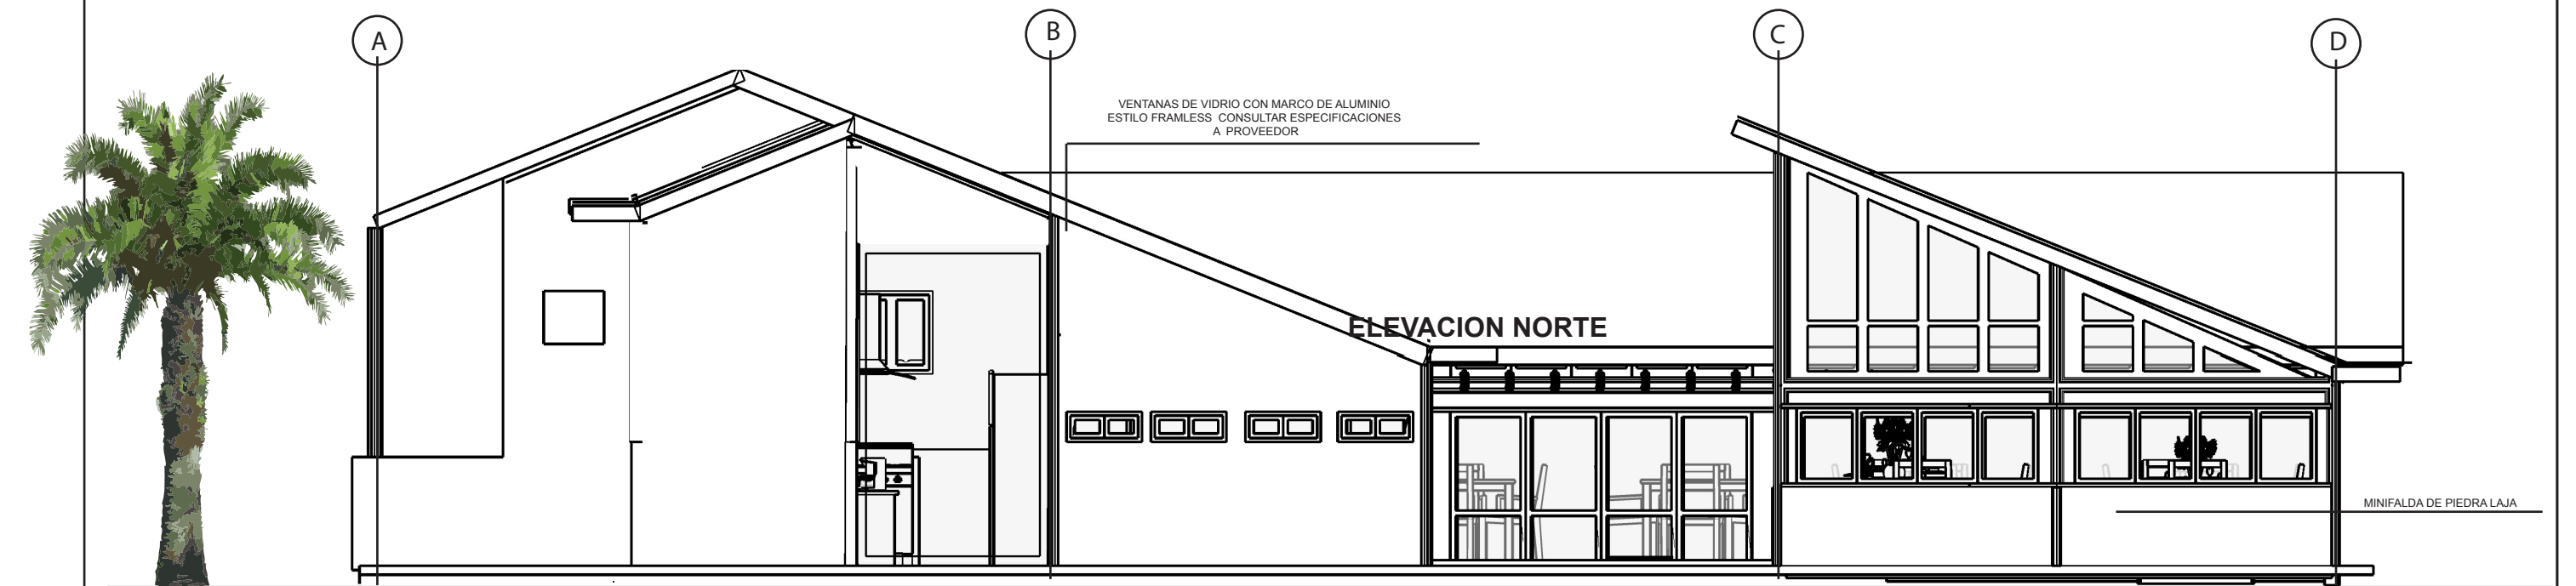 A
B
C
D
VENTANAS DE VIDRIO CON MARCO DE ALUMINIO
ESTILO FRAMLESS CONSULTAR ESPECIFICACIONES
A PROVEEDOR
ELEVACION NORTE
MINIFALDA DE PIEDRA LAJA